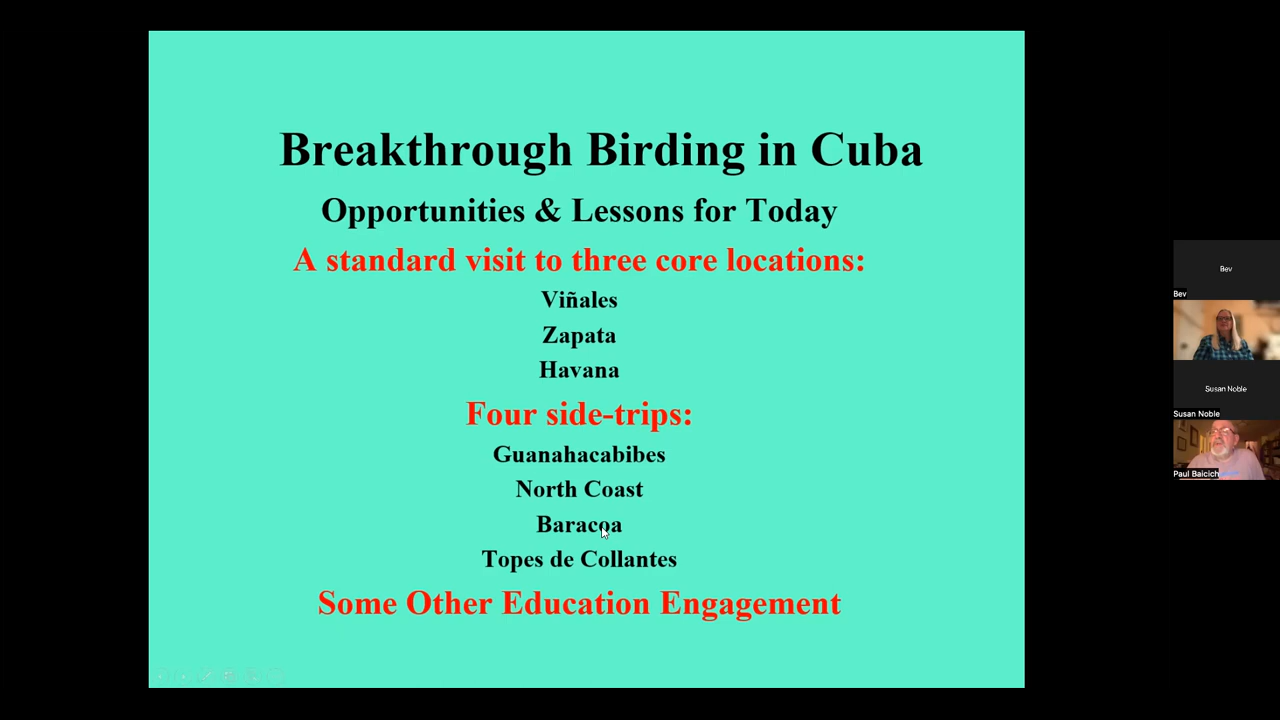 Breakthrough Birding in Cuba
Opportunities & Lessons for Today
A standard visit to three core locations:
Viñales
Zapata
Havana
Four side-trips:
Guanahacabibes
North Coast
Baracoa
Topes de Collantes
Some Other Education Engagement
Bev
Bev
Susan Noble
Susan Noble
Paul Baicich